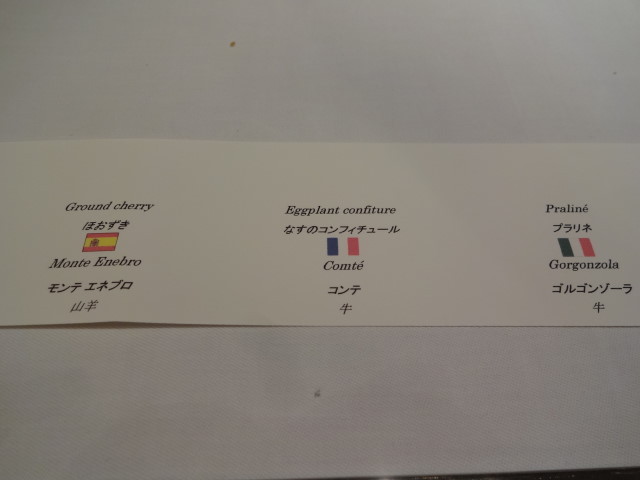 Ground cherry
ほおずき
Monte Enebro
モンテ エネブロ
山羊
Eggplant confiture
なすのコンフィチュール
Comté
コンテ
牛
Praliné
プラリネ
Gorgonzola
ゴルゴンゾーラ
牛